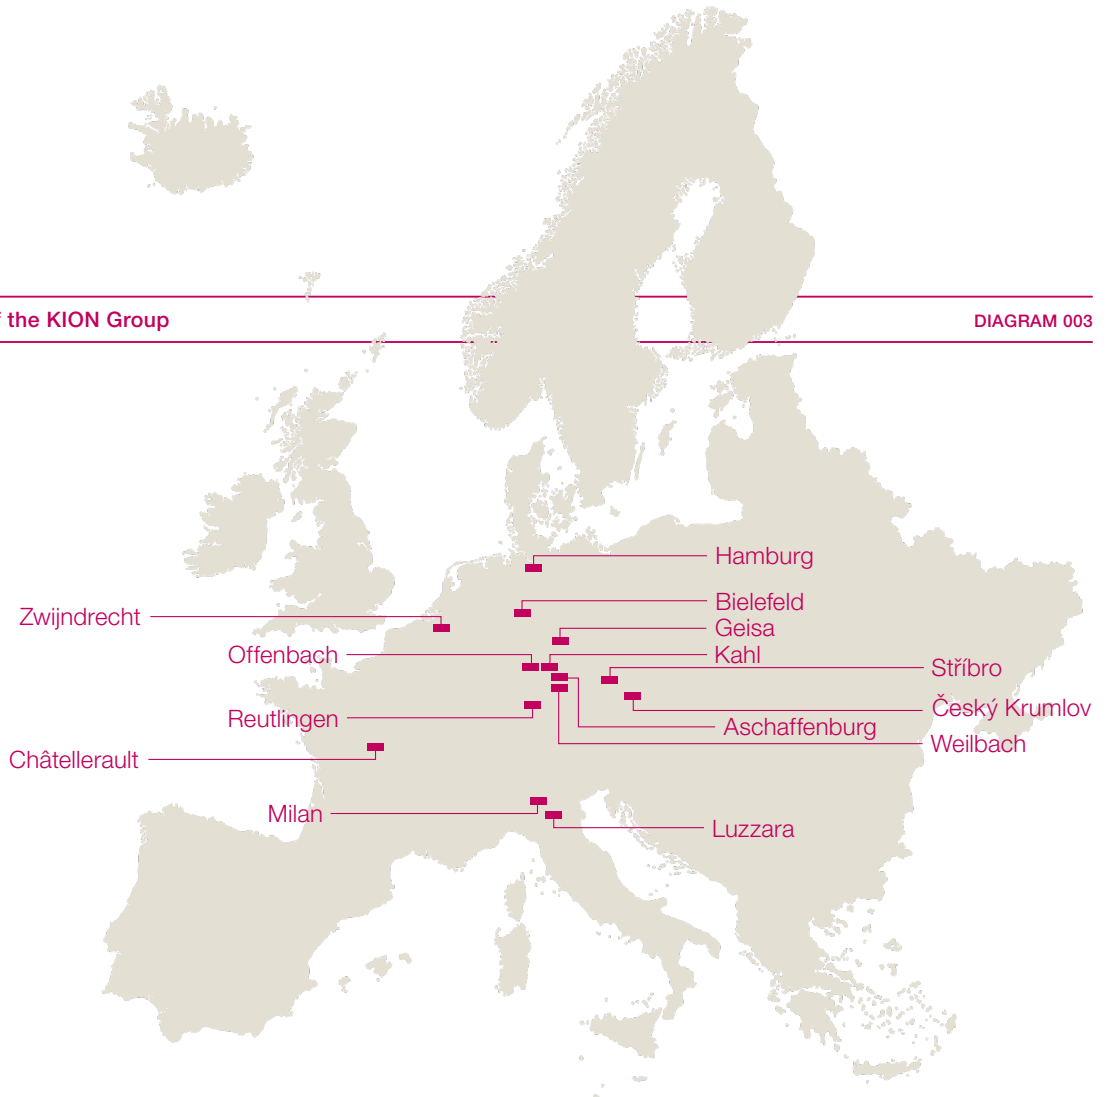 the KION Group
DIAGRAM 003
Hamburg
Bielefeld
Zwijndrecht
Geisa
Offenbach
Kahl
Stříbro
Český Krumlov
Reutlingen
Aschaffenburg
Weilbach
Châtellerault
Milan
Luzzara